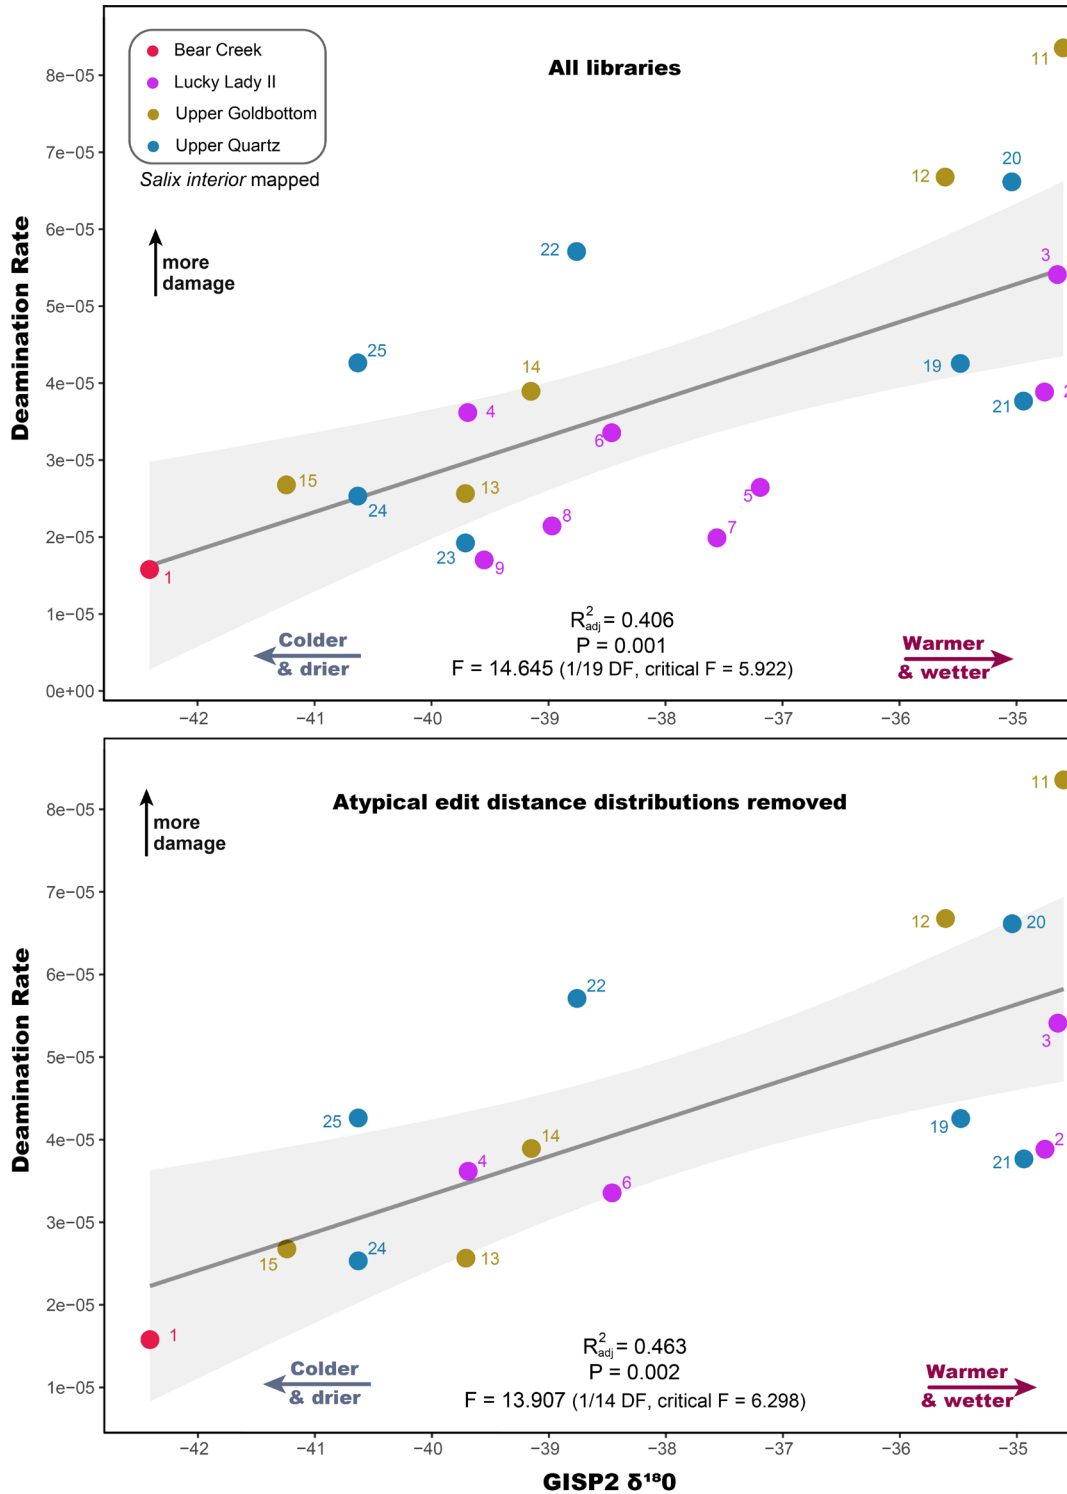 All libraries
Bear Creek
Lucky Lady II
Upper Goldbottom
Upper Quartz
Salix interior mapped
more
damage
Deamination Rate
8e−05
7e−05
6e−05
5e−05
4e−05
3e−05
2e−05
1e−05
0e+00
11
12
20
22
3
25
14
19
4
21
2
6
15
13
24
5
8
7
23
9
1
R²adj = 0.406
P = 0.001
F = 14.645 (1/19 DF, critical F = 5.922)
Colder
& drier
Warmer
& wetter
−42 −41 −40 −39 −38 −37 −36 −35
Atypical edit distance distributions removed
more
damage
Deamination Rate
8e−05
7e−05
6e−05
5e−05
4e−05
3e−05
2e−05
1e−05
11
12
20
22
3
25
14
19
4
21
2
6
15
24
13
1
R²adj = 0.463
P = 0.002
F = 13.907 (1/14 DF, critical F = 6.298)
Colder
& drier
Warmer
& wetter
−42 −41 −40 −39 −38 −37 −36 −35
GISP2 δ¹⁸0